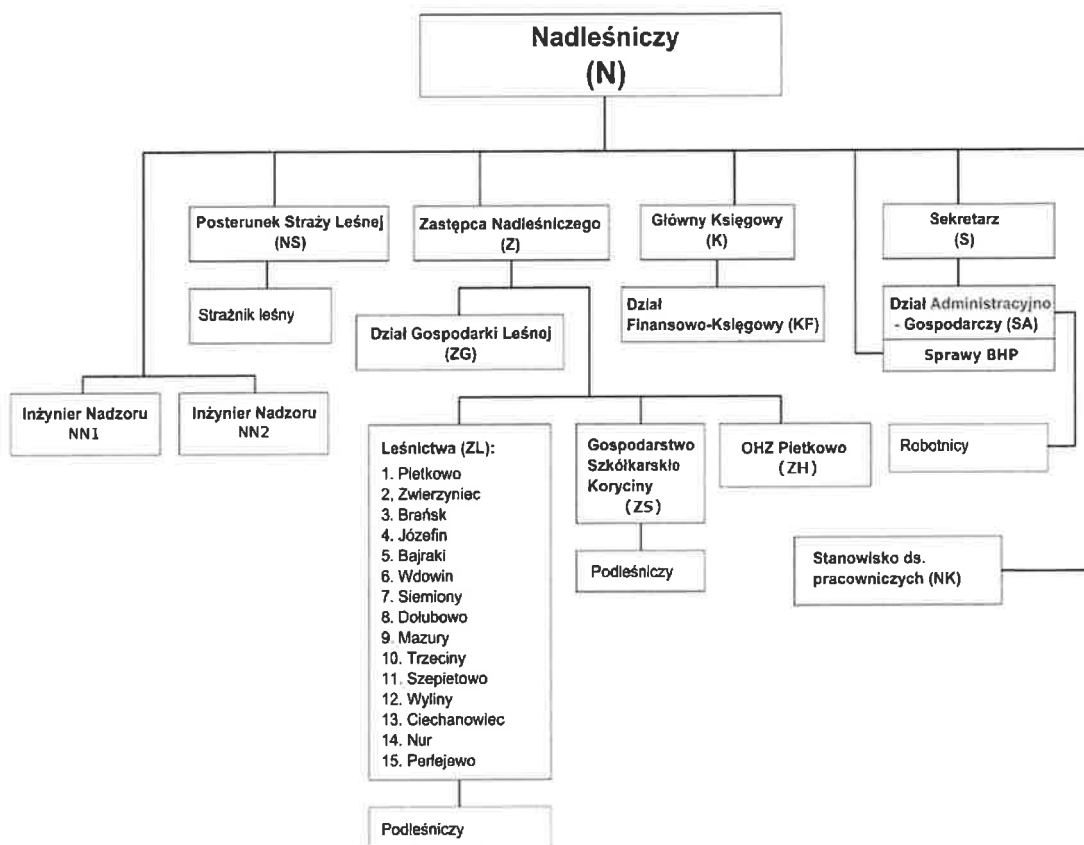 Nadleśniczy
(N)
Posterunek Straży Leśnej
(NS)
Zastępca Nadleśniczego
(Z)
Główny Księgowy
(K)
Sekretarz
(S)
Strażnik leśny
Dział Gospodarki Leśnej
(ZG)
Dział
Finansowo-Księgowy (KF)
Dział Administracyjno
- Gospodarczy (SA)
Sprawy BHP
Inżynier Nadzoru
NN1
Inżynier Nadzoru
NN2
Leśnictwa (ZL):
1. Pietkowo
2, Zwierzyniec
3. Brańsk
4. Józefin
5. Bajraki
6. Wdowin
7. Siemiony
8. Dołubowo
9. Mazury
10. Trzeciny
11. Szepietowo
12. Wyliny
13. Ciechanowiec
14. Nur
15. Perfejewo
Podleśniczy
Gospodarstwo
Szkółkarskie
Koryciny
(ZS)
Podleśniczy
OHZ Pietkowo
(ZH)
Robotnicy
Stanowisko ds.
pracowniczych (NK)